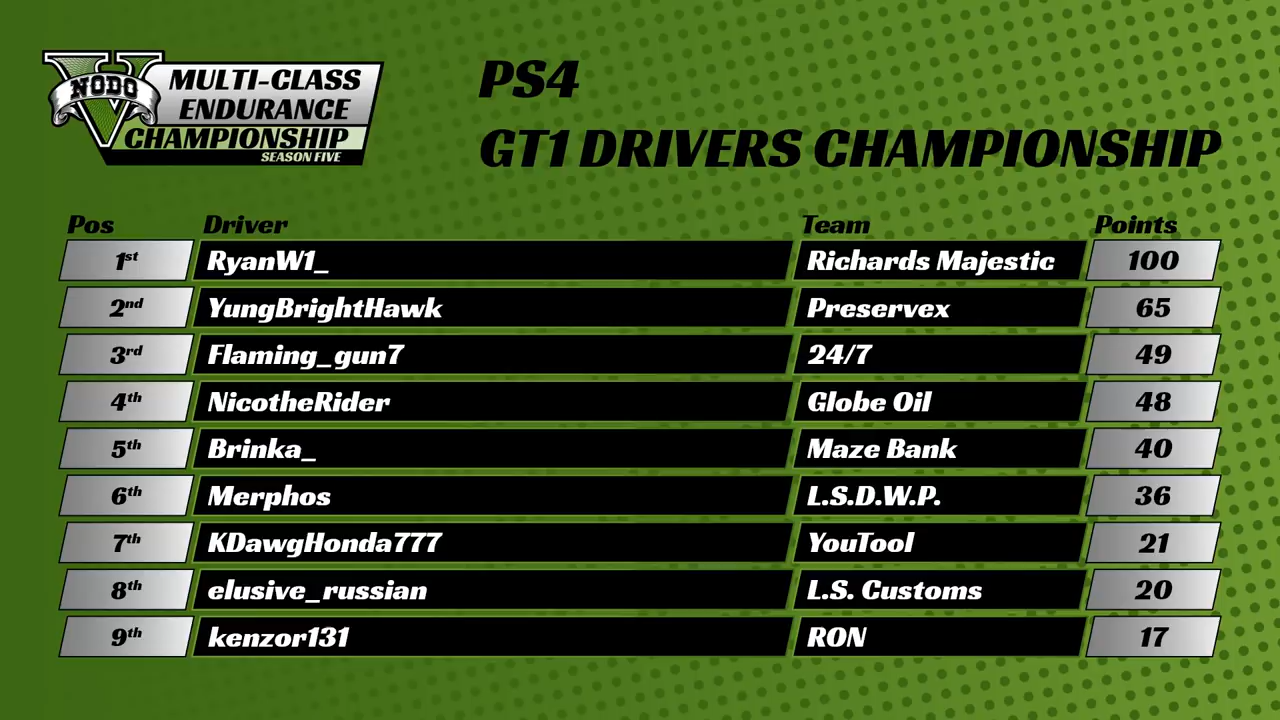 NODO
V
MULTI-CLASS
ENDURANCE
CHAMPIONSHIP
SEASON FIVE
PS4
GT1 DRIVERS CHAMPIONSHIP
Pos Driver Team Points
1st RyanW1_ Richards Majestic 100
2nd YungBrightHawk Preservex 65
3rd Flaming_gun7 24/7 49
4th NicotheRider Globe Oil 48
5th Brinka_ Maze Bank 40
6th Merphos L.S.D.W.P. 36
7th KDawgHonda777 YouTool 21
8th elusive_russian L.S. Customs 20
9th kenzor131 RON 17